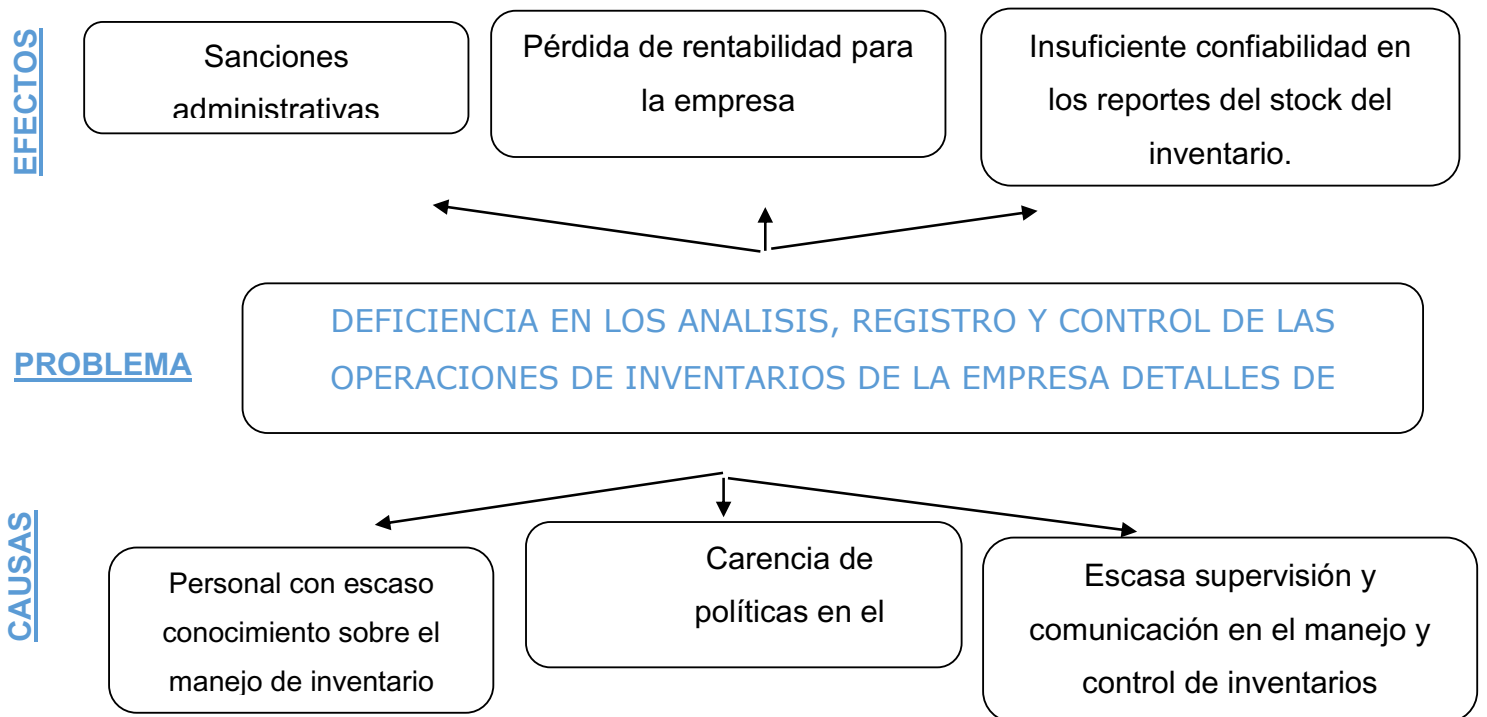 EFECTOS
Sanciones
administrativas
Pérdida de rentabilidad para
la empresa
Insuficiente confiabilidad en
los reportes del stock del
inventario.
PROBLEMA
DEFICIENCIA EN LOS ANALISIS, REGISTRO Y CONTROL DE LAS
OPERACIONES DE INVENTARIOS DE LA EMPRESA DETALLES DE
CAUSAS
Personal con escaso
conocimiento sobre el
manejo de inventario
Carencia de
políticas en el
Escasa supervisión y
comunicación en el manejo y
control de inventarios